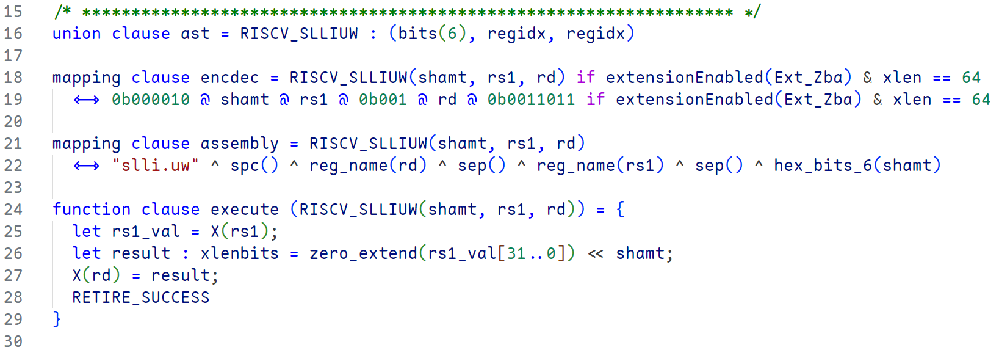 15 /* ****************************************************************** */
16 union clause ast = RISCV_SLLIUW : (bits(6), regidx, regidx)
17
18 mapping clause encdec = RISCV_SLLIUW(shamt, rs1, rd) if extensionEnabled(Ext_Zba) & xlen == 64
19   <-> 0b000010 @ shamt @ rs1 @ 0b001 @ rd @ 0b0011011 if extensionEnabled(Ext_Zba) & xlen == 64
20
21 mapping clause assembly = RISCV_SLLIUW(shamt, rs1, rd)
22   <-> "slli.uw" ^ spc() ^ reg_name(rd) ^ sep() ^ reg_name(rs1) ^ sep() ^ hex_bits_6(shamt)
23
24 function clause execute (RISCV_SLLIUW(shamt, rs1, rd)) = {
25   let rs1_val = X(rs1);
26   let result : xlenbits = zero_extend(rs1_val[31..0]) << shamt;
27   X(rd) = result;
28   RETIRE_SUCCESS
29 }
30